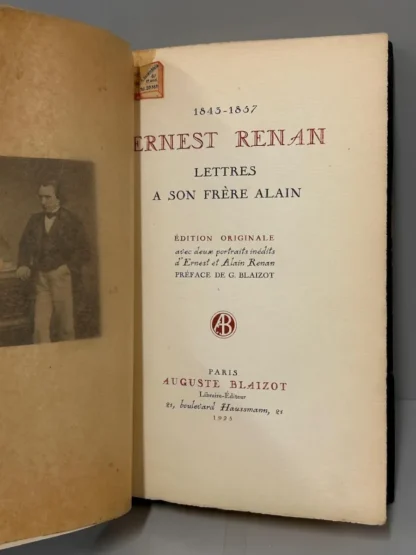 1845-1857
ERNEST RENAN
LETTRES
A SON FRÈRE ALAIN
ÉDITION ORIGINALE
avec deux portraits inédits
d'Ernest et Alain Renan
PRÉFACE DE G. BLAIZOT
AB
PARIS
AUGUSTE BLAIZOT
Libraire-Éditeur
21, boulevard Haussmann, 21